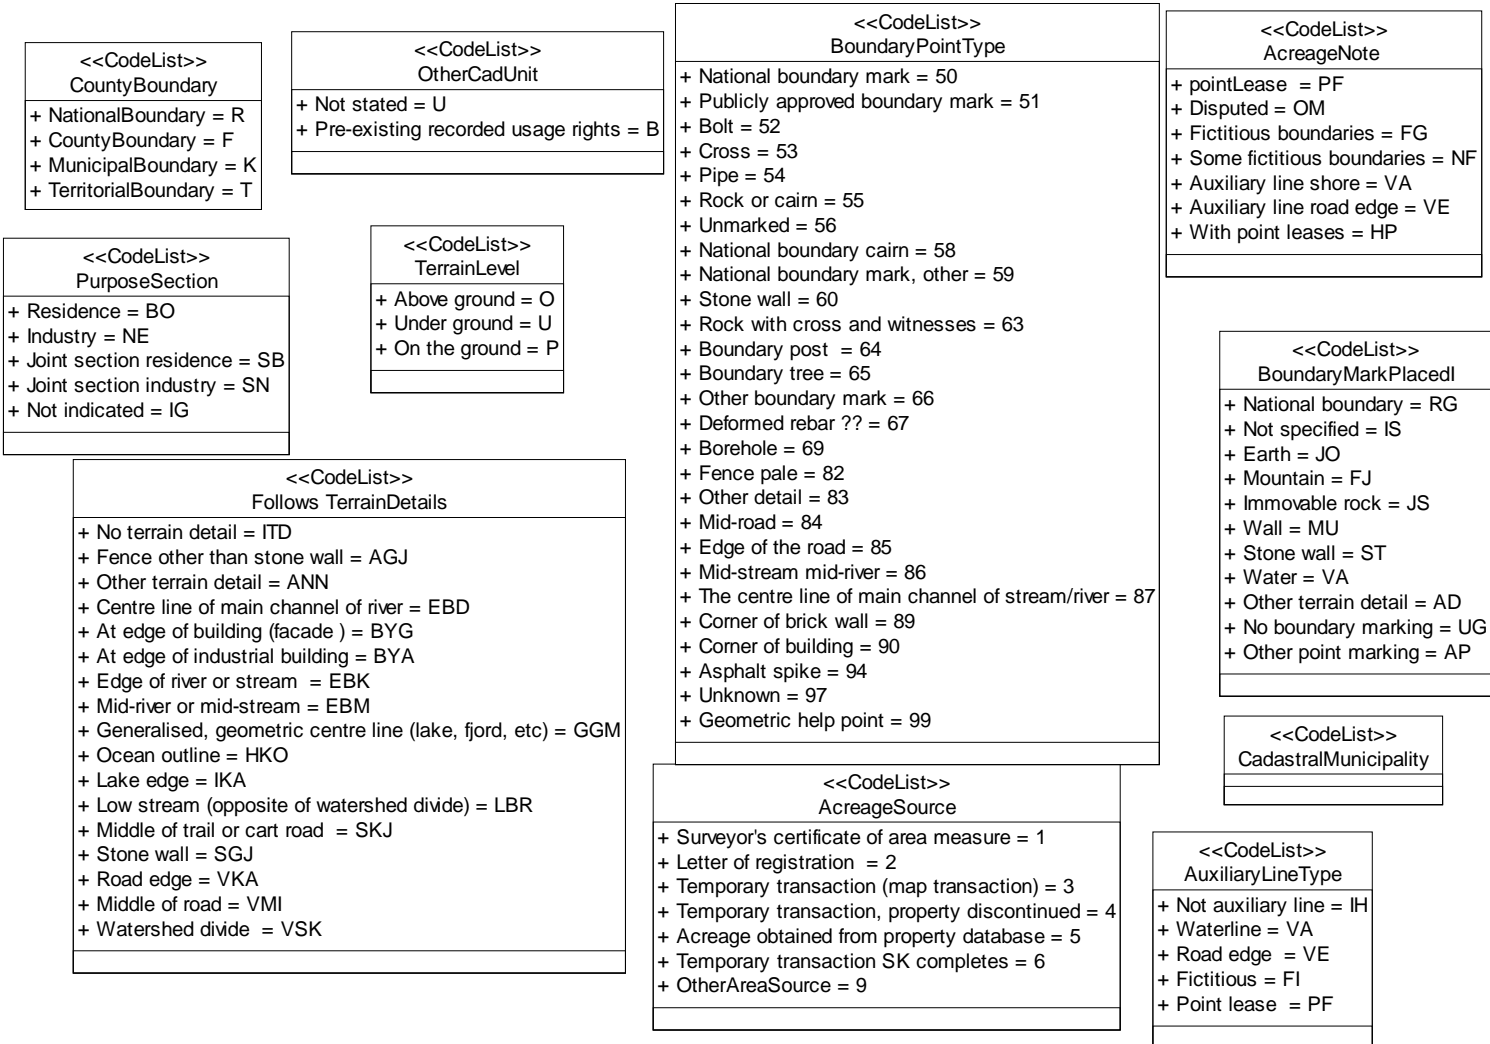 <<CodeList>>
CountyBoundary
+ NationalBoundary = R
+ CountyBoundary = F
+ MunicipalBoundary = K
+ TerritorialBoundary = T
<<CodeList>>
OtherCadUnit
+ Not stated = U
+ Pre-existing recorded usage rights = B
<<CodeList>>
BoundaryPointType
+ National boundary mark = 50
+ Publicly approved boundary mark = 51
+ Bolt = 52
+ Cross = 53
+ Pipe = 54
+ Rock or cairn = 55
+ Unmarked = 56
+ National boundary cairn = 58
+ National boundary mark, other = 59
+ Stone wall = 60
+ Rock with cross and witnesses = 63
+ Boundary post = 64
+ Boundary tree = 65
+ Other boundary mark = 66
+ Deformed rebar ?? = 67
+ Borehole = 69
+ Fence pale = 82
+ Other detail = 83
+ Mid-road = 84
+ Edge of the road = 85
+ Mid-stream mid-river = 86
+ The centre line of main channel of stream/river = 87
+ Corner of brick wall = 89
+ Corner of building = 90
+ Asphalt spike = 94
+ Unknown = 97
+ Geometric help point = 99
<<CodeList>>
AcreageNote
+ pointLease = PF
+ Disputed = OM
+ Fictitious boundaries = FG
+ Some fictitious boundaries = NF
+ Auxiliary line shore = VA
+ Auxiliary line road edge = VE
+ With point leases = HP
<<CodeList>>
PurposeSection
+ Residence = BO
+ Industry = NE
+ Joint section residence = SB
+ Joint section industry = SN
+ Not indicated = IG
<<CodeList>>
TerrainLevel
+ Above ground = O
+ Under ground = U
+ On the ground = P
<<CodeList>>
BoundaryMarkPlacedI
+ National boundary = RG
+ Not specified = IS
+ Earth = JO
+ Mountain = FJ
+ Immovable rock = JS
+ Wall = MU
+ Stone wall = ST
+ Water = VA
+ Other terrain detail = AD
+ No boundary marking = UG
+ Other point marking = AP
<<CodeList>>
Follows TerrainDetails
+ No terrain detail = ITD
+ Fence other than stone wall = AGJ
+ Other terrain detail = ANN
+ Centre line of main channel of river = EBD
+ At edge of building (facade ) = BYG
+ At edge of industrial building = BYA
+ Edge of river or stream = EBK
+ Mid-river or mid-stream = EBM
+ Generalised, geometric centre line (lake, fjord, etc) = GGM
+ Ocean outline = HKO
+ Lake edge = IKA
+ Low stream (opposite of watershed divide) = LBR
+ Middle of trail or cart road = SKJ
+ Stone wall = SGJ
+ Road edge = VKA
+ Middle of road = VMI
+ Watershed divide = VSK
<<CodeList>>
CadastralMunicipality
<<CodeList>>
AcreageSource
+ Surveyor's certificate of area measure = 1
+ Letter of registration = 2
+ Temporary transaction (map transaction) = 3
+ Temporary transaction, property discontinued = 4
+ Acreage obtained from property database = 5
+ Temporary transaction SK completes = 6
+ OtherAreaSource = 9
<<CodeList>>
AuxiliaryLineType
+ Not auxiliary line = IH
+ Waterline = VA
+ Road edge = VE
+ Fictitious = FI
+ Point lease = PF